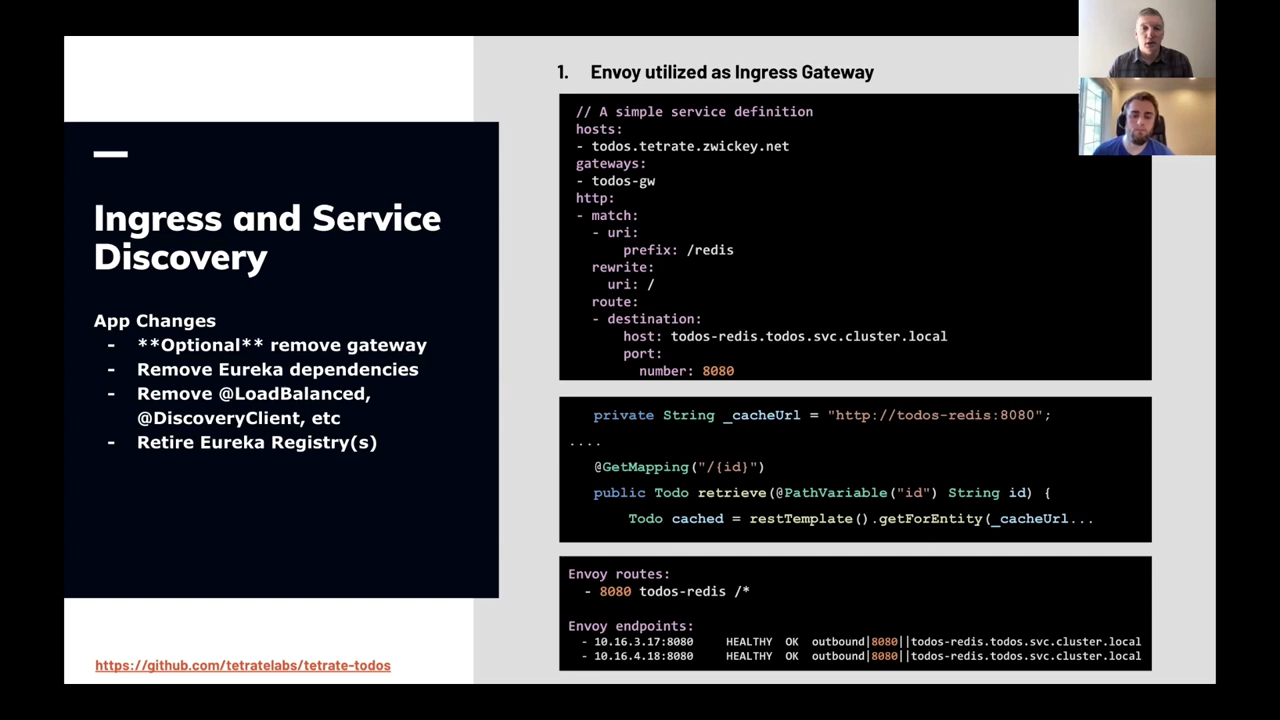 Ingress and Service
Discovery
App Changes
- **Optional** remove gateway
- Remove Eureka dependencies
- Remove @LoadBalanced,
@DiscoveryClient, etc
- Retire Eureka Registry(s)
https://github.com/tetratelabs/tetrate-todos
1. Envoy utilized as Ingress Gateway
// A simple service definition
hosts:
- todos.tetrate.zwickey.net
gateways:
- todos-gw
http:
- match:
- uri:
prefix: /redis
rewrite:
uri: /
route:
- destination:
host: todos-redis.todos.svc.cluster.local
port:
number: 8080
private String _cacheUrl = "http://todos-redis:8080";
....
@GetMapping("/{id}")
public Todo retrieve(@PathVariable("id") String id) {
Todo cached = restTemplate().getForEntity(_cacheUrl...
Envoy routes:
- 8080 todos-redis /*
Envoy endpoints:
- 10.16.3.17:8080 HEALTHY OK outbound|8080||todos-redis.todos.svc.cluster.local
- 10.16.4.18:8080 HEALTHY OK outbound|8080||todos-redis.todos.svc.cluster.local